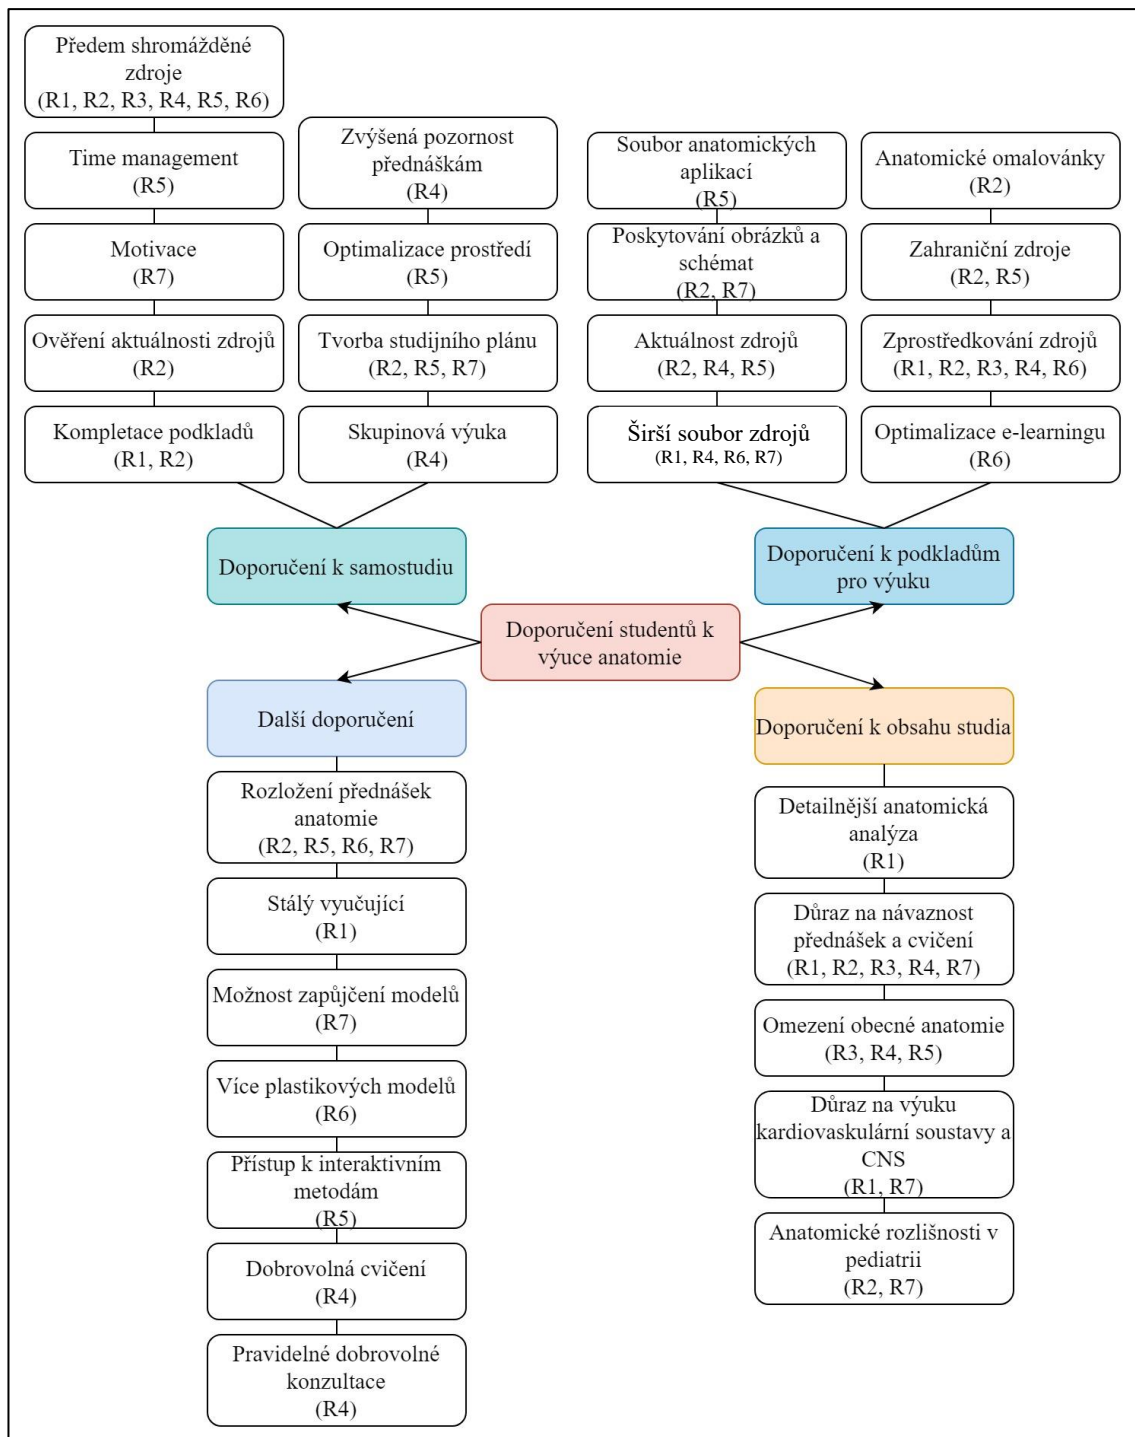 Předem shromážděné
zdroje
(R1, R2, R3, R4, R5, R6)
Time management
(R5)
Motivace
(R7)
Ověření aktuálnosti zdrojů
(R2)
Kompletace podkladů
(R1, R2)
Zvýšená pozornost
přednáškám
(R4)
Optimalizace prostředí
(R5)
Tvorba studijního plánu
(R2, R5, R7)
Skupinová výuka
(R4)
Soubor anatomických
aplikací
(R5)
Poskytování obrázků a
schémat
(R2, R7)
Aktuálnost zdrojů
(R2, R4, R5)
Širší soubor zdrojů
(R1, R4, R6, R7)
Anatomické omalovánky
(R2)
Zahraniční zdroje
(R2, R5)
Zprostředkování zdrojů
(R1, R2, R3, R4, R6)
Optimalizace e-learningu
(R6)
Doporučení k samostudiu
Doporučení k podkladům
pro výuku
Doporučení studentů k
výuce anatomie
Další doporučení
Rozložení přednášek
anatomie
(R2, R5, R6, R7)
Stálý vyučující
(R1)
Možnost zapůjčení modelů
(R7)
Více plastikových modelů
(R6)
Přístup k interaktivním
metodám
(R5)
Dobrovolná cvičení
(R4)
Pravidelné dobrovolné
konzultace
(R4)
Doporučení k obsahu studia
Detailnější anatomická
analýza
(R1)
Důraz na návaznost
přednášek a cvičení
(R1, R2, R3, R4, R7)
Omezení obecné anatomie
(R3, R4, R5)
Důraz na výuku
kardiovaskulární soustavy a
CNS
(R1, R7)
Anatomické rozlišnosti v
pediatrii
(R2, R7)